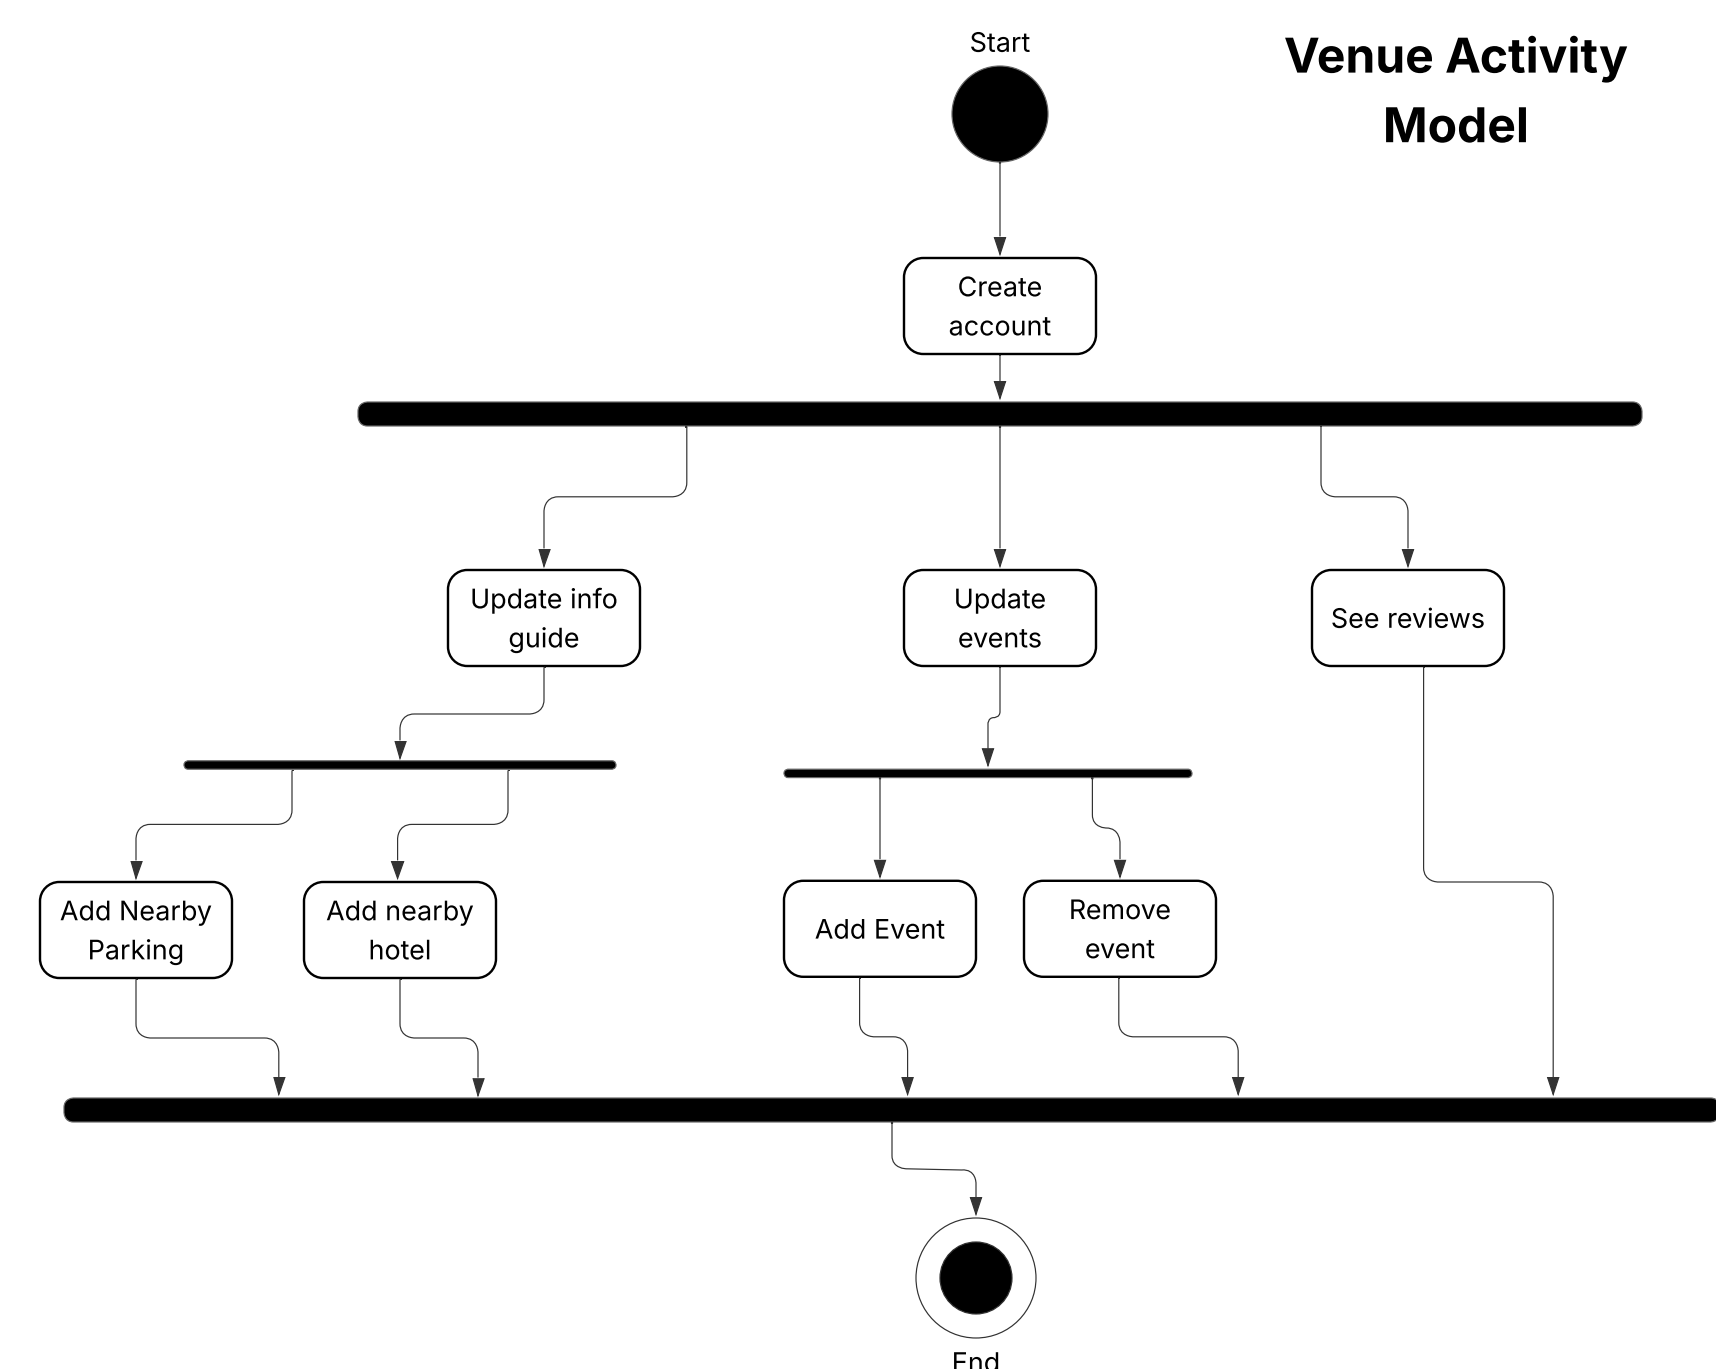 Start
Venue Activity
Model
Create
account
Update info
guide
Update
events
See reviews
Add Nearby
Parking
Add nearby
hotel
Add Event
Remove
event
End